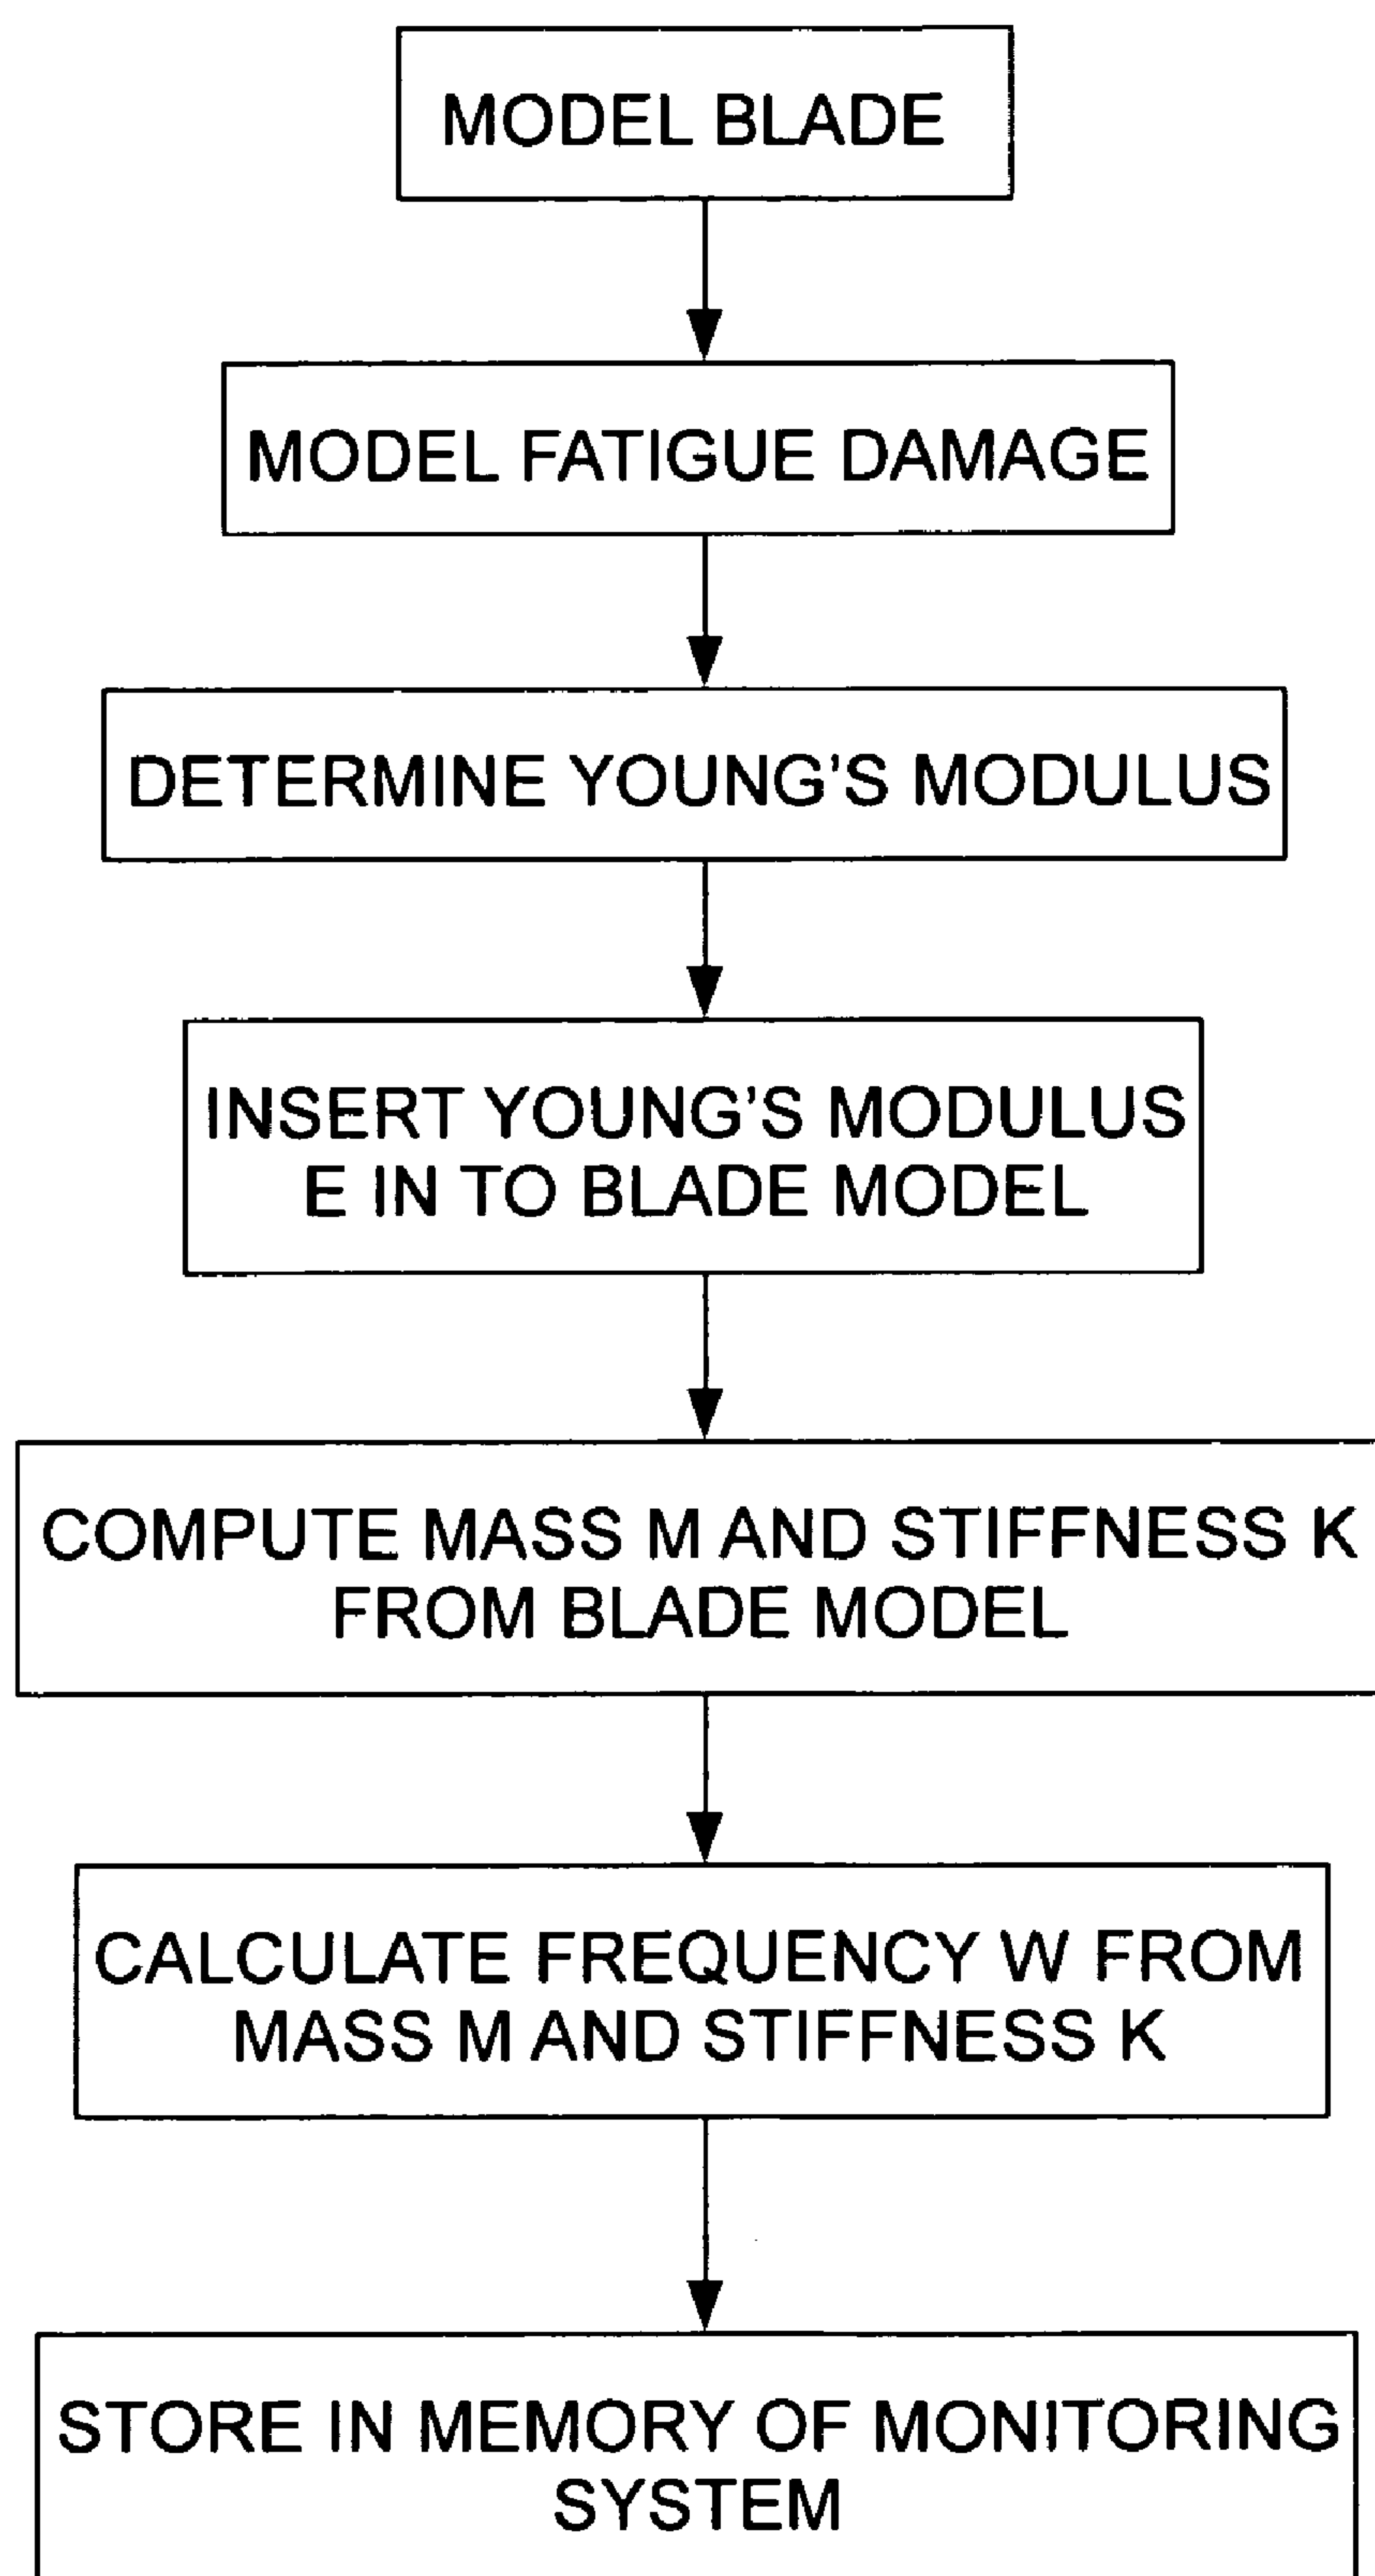 MODEL BLADE
MODEL FATIGUE DAMAGE
DETERMINE YOUNG'S MODULUS
INSERT YOUNG'S MODULUS
E IN TO BLADE MODEL
COMPUTE MASS M AND STIFFNESS K
FROM BLADE MODEL
CALCULATE FREQUENCY W FROM
MASS M AND STIFFNESS K
STORE IN MEMORY OF MONITORING
SYSTEM